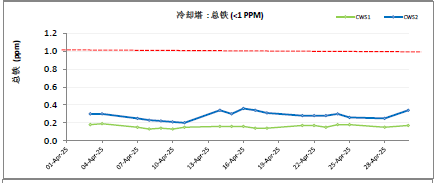 冷却塔 : 总铁 (<1 PPM)
CWS1
CWS2
总铁 (ppm)
1.2
1.0
0.8
0.6
0.4
0.2
0.0
01-Apr-25
04-Apr-25
07-Apr-25
10-Apr-25
13-Apr-25
16-Apr-25
19-Apr-25
22-Apr-25
25-Apr-25
28-Apr-25